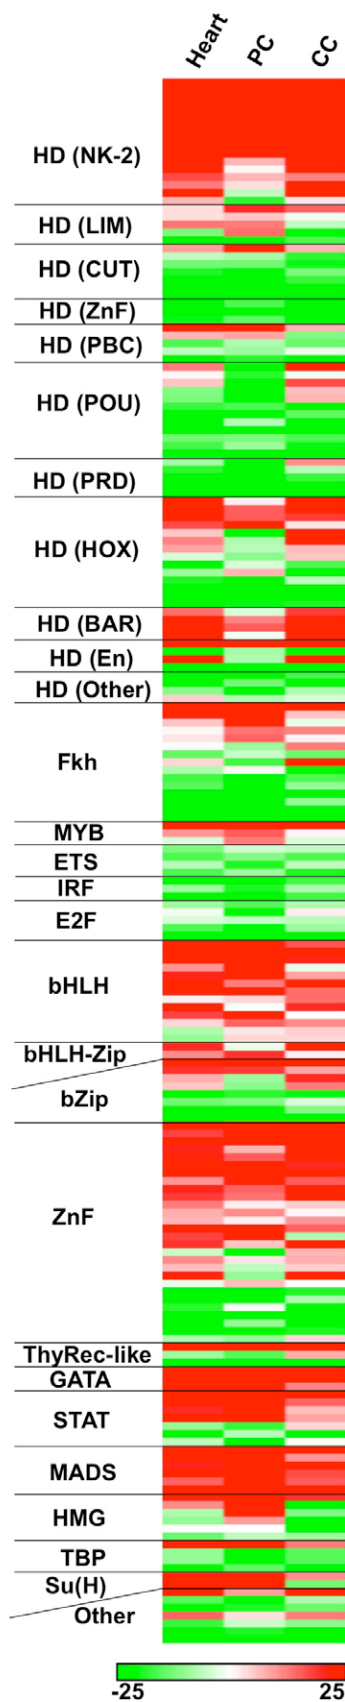 Heart PC CC
HD (NK-2)
HD (LIM)
HD (CUT)
HD (ZnF)
HD (PBC)
HD (POU)
HD (PRD)
HD (HOX)
HD (BAR)
HD (En)
HD (Other)
Fkh
MYB
ETS
IRF
E2F
bHLH
bHLH-Zip
bZip
ZnF
ThyRec-like
GATA
STAT
MADS
HMG
TBP
Su(H)
Other
-25 25